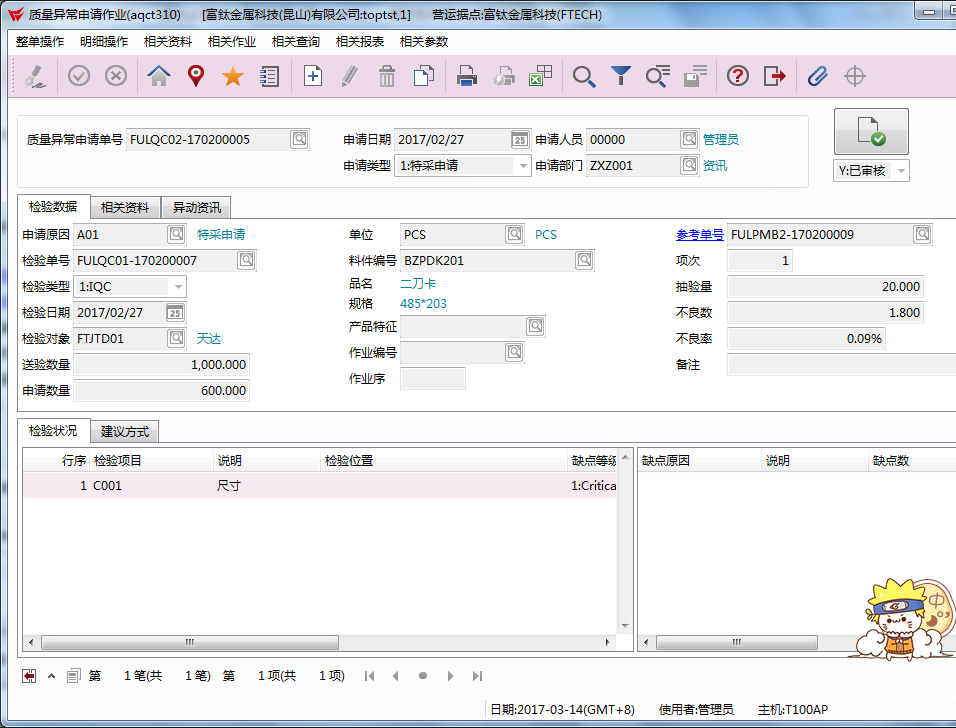 质量异常申请作业(aqct310) [富钛金属科技(昆山)有限公司:toptst,1] 营运据点:富钛金属科技(FTECH)
整单操作 明细操作 相关资料 相关作业 相关查询 相关报表 相关参数
质量异常申请单号 FULQC02-170200005 申请日期 2017/02/27 25 申请人员 00000 管理员
申请类型 1:特采申请 申请部门 ZXZ001 资讯 Y:已审核
检验数据 相关资料 异动资讯
申请原因 A01 特采申请 单位 PCS PCS 参考单号 FULPMB2-170200009
检验单号 FULQC01-170200007 料件编号 BZPDK201 项次 1
检验类型 1:IQC 品名 二刀卡 抽验量 20.000
检验日期 2017/02/27 25 规格 485*203 不良数 1.800
检验对象 FTJTD01 天达 产品特征 不良率 0.09%
送验数量 1,000.000 作业编号 备注
申请数量 600.000 作业序
检验状况 建议方式
行序 检验项目 说明 检验位置 缺点等级 缺点原因 说明 缺点数
1 C001 尺寸 1:Critica
中
第 1 笔(共 1 笔) 第 1 项(共 1 项)
日期:2017-03-14(GMT+8) 使用者:管理员 主机:T100AP